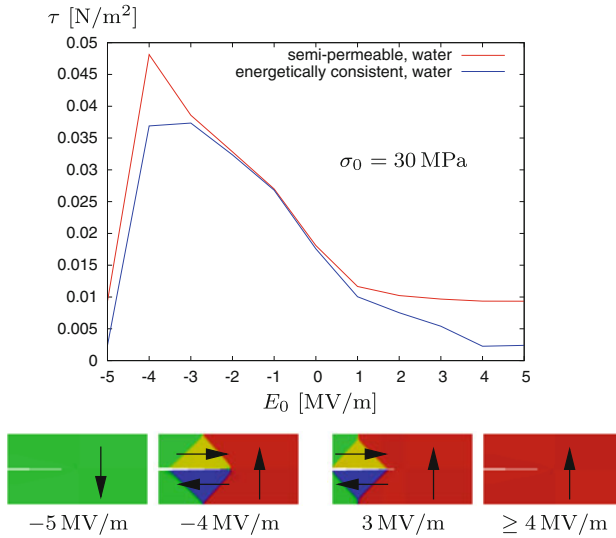 τ [N/m²]
0.05
0.045
0.04
0.035
0.03
0.025
0.02
0.015
0.01
0.005
0
semi-permeable, water
energetically consistent, water
σ₀ = 30 MPa
-5 -4 -3 -2 -1 0 1 2 3 4 5
E₀ [MV/m]
−5 MV/m −4 MV/m 3 MV/m ≥ 4 MV/m